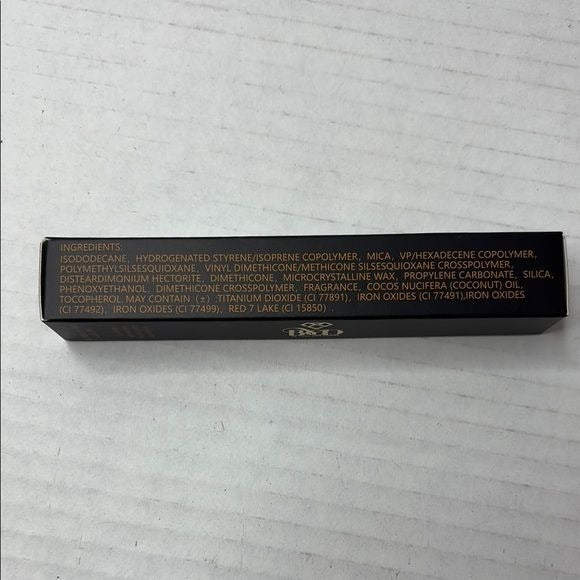 INGREDIENTS:
ISODODECANE, HYDROGENATED STYRENE/ISOPRENE COPOLYMER, MICA, VP/HEXADECENE COPOLYMER,
POLYMETHYLSILSESQUIOXANE, VINYL DIMETHICONE/METHICONE SILSESQUIOXANE CROSSPOLYMER,
DISTEARDIMONIUM HECTORITE, DIMETHICONE, MICROCRYSTALLINE WAX, PROPYLENE CARBONATE, SILICA,
PHENOXYETHANOL, DIMETHICONE CROSSPOLYMER, FRAGRANCE, COCOS NUCIFERA (COCONUT) OIL,
TOCOPHEROL. MAY CONTAIN (±) :TITANIUM DIOXIDE (CI 77891), IRON OXIDES (CI 77491),IRON OXIDES
(CI 77492), IRON OXIDES (CI 77499), RED 7 LAKE (CI 15850) .